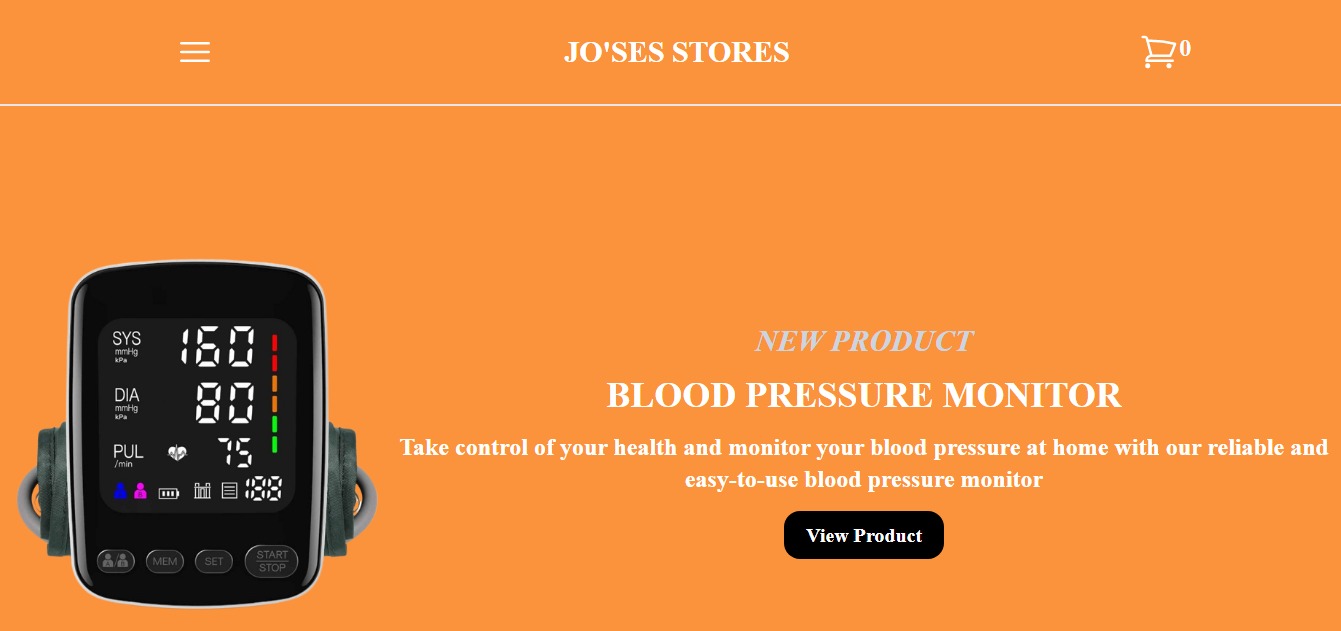 JO'SES STORES
0
SYS
mmHg
kPa
160
DIA
mmHg
kPa
80
PUL
/min
75
188
A/B
MEM
SET
START
STOP
NEW PRODUCT
BLOOD PRESSURE MONITOR
Take control of your health and monitor your blood pressure at home with our reliable and
easy-to-use blood pressure monitor
View Product